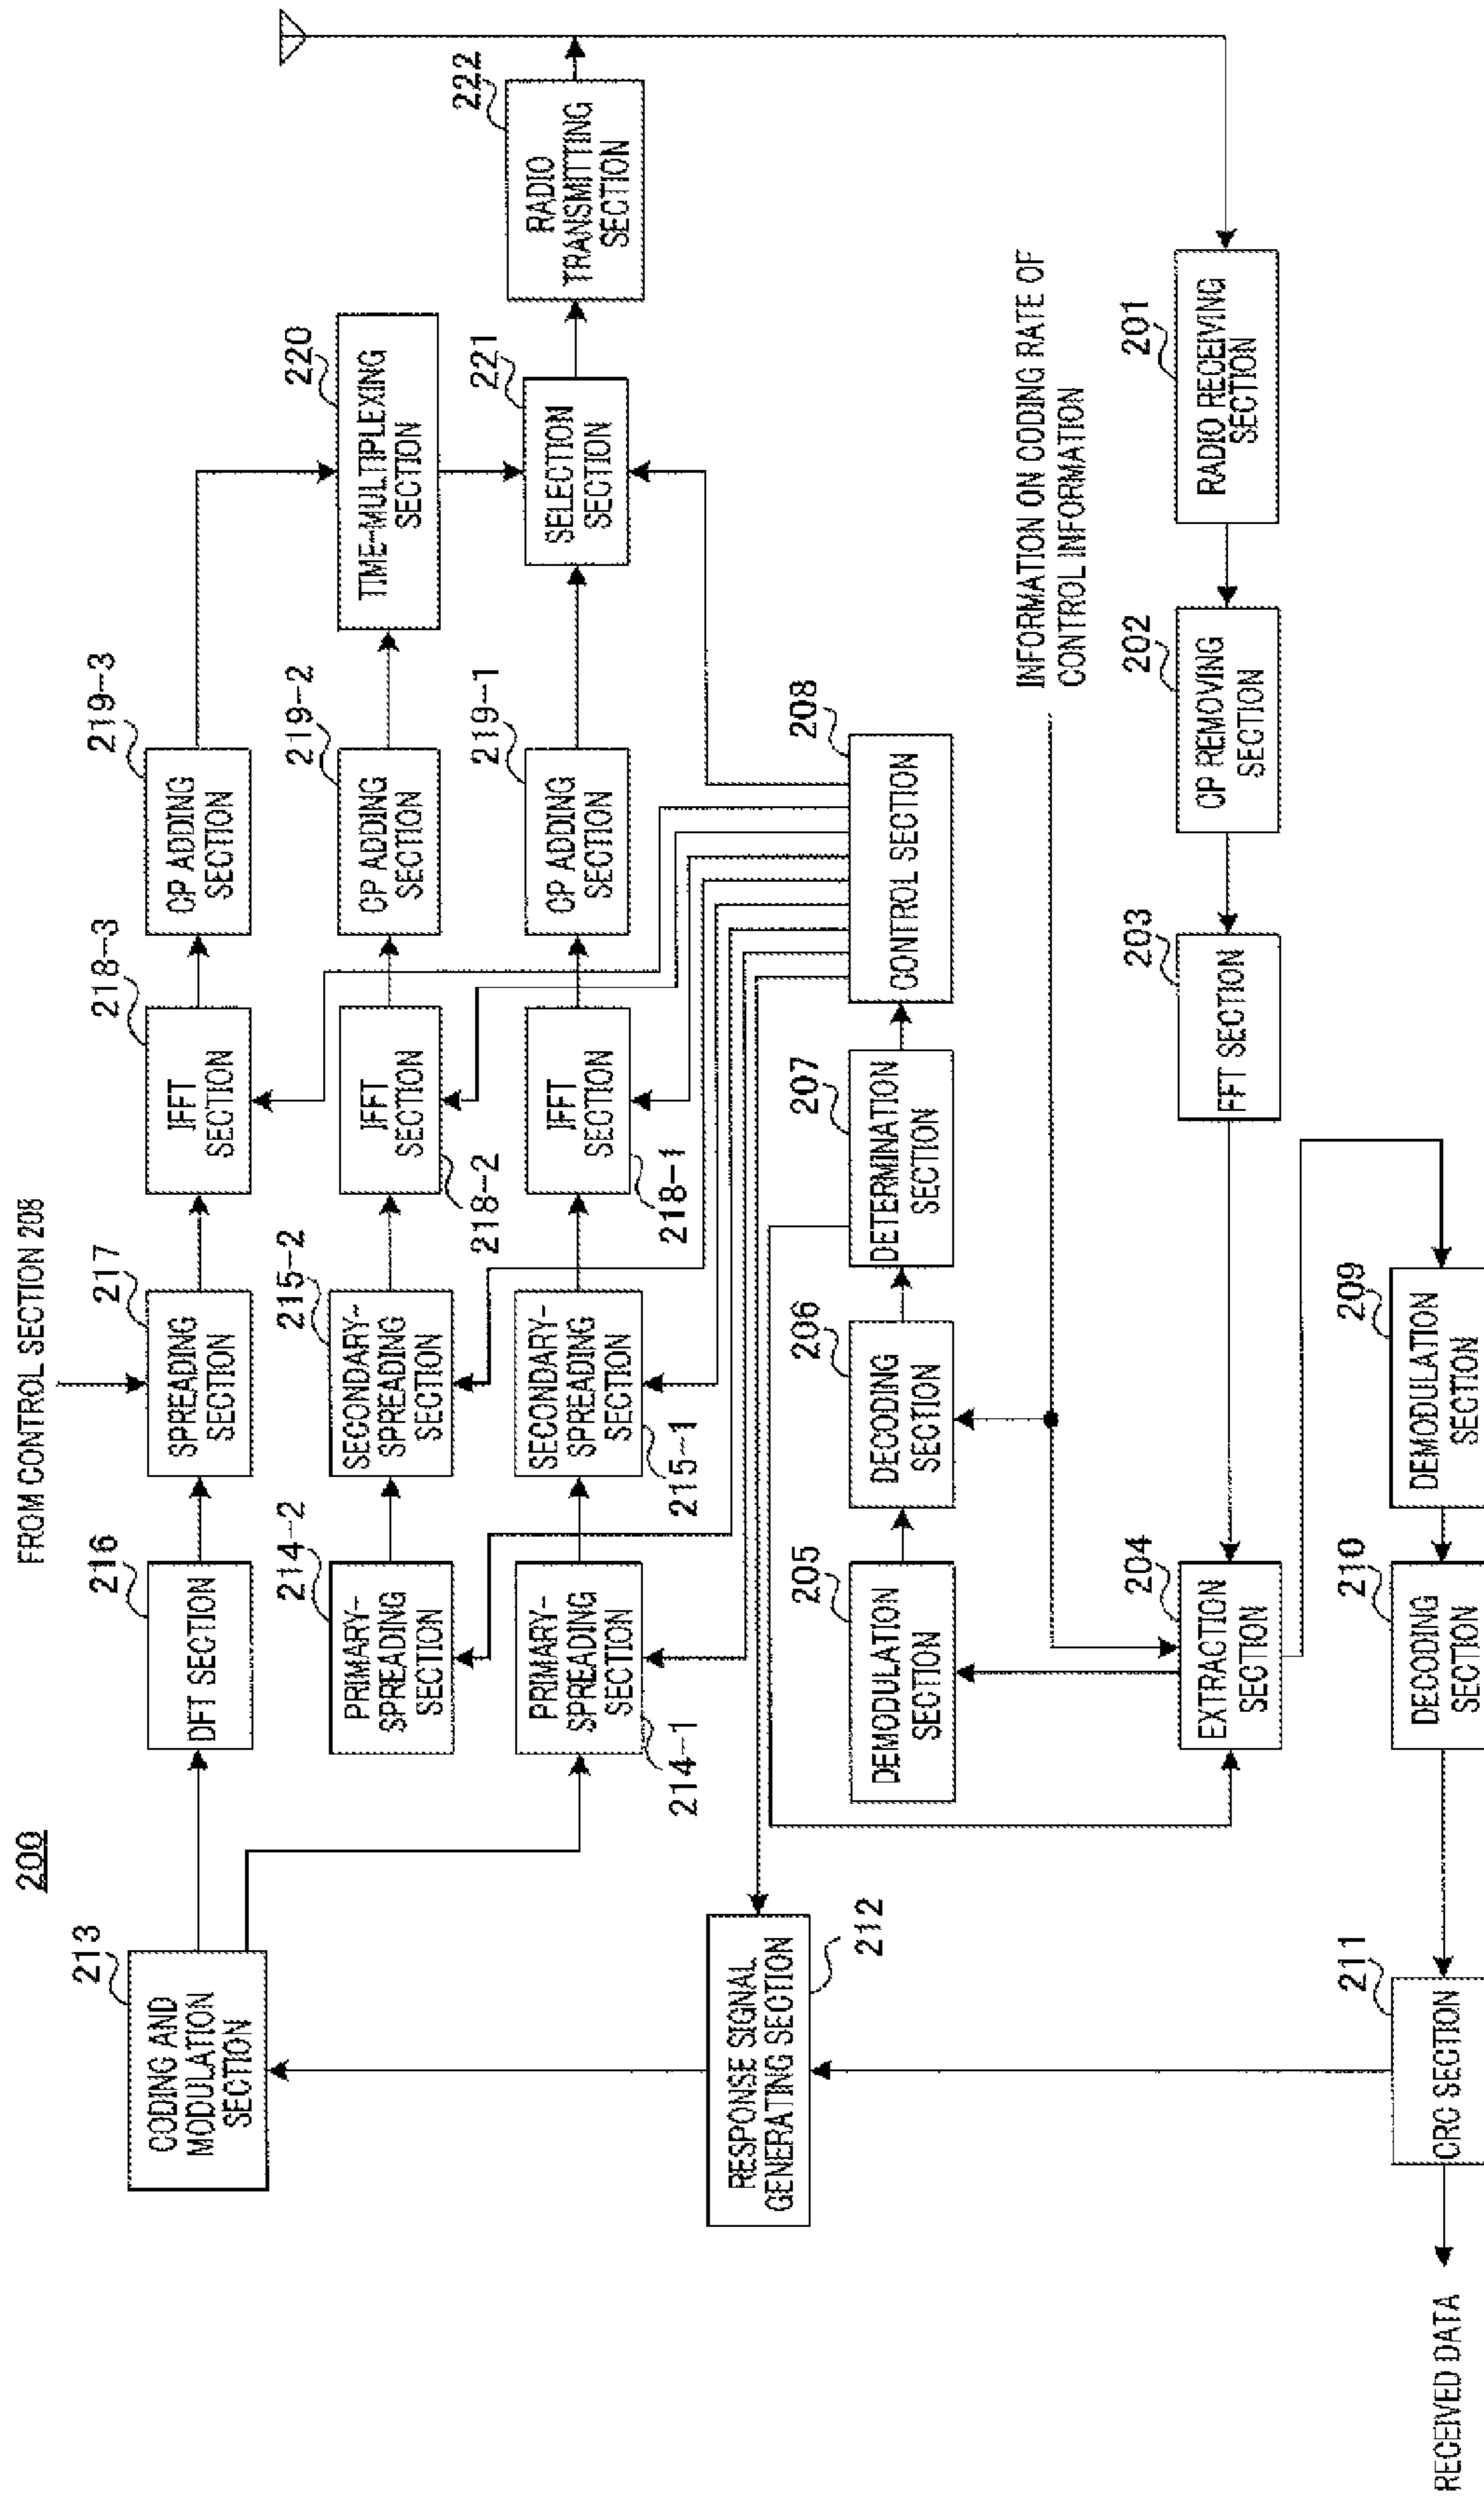 200
FROM CONTROL SECTION 208
213
CODING AND
MODULATION
SECTION
216
DFT SECTION
217
SPREADING
SECTION
218-3
IFFT
SECTION
219-3
CP ADDING
SECTION
214-2
PRIMARY-
SPREADING
SECTION
215-2
SECONDARY-
SPREADING
SECTION
218-2
IFFT
SECTION
219-2
CP ADDING
SECTION
220
TIME-MULTIPLEXING
SECTION
214-1
PRIMARY-
SPREADING
SECTION
215-1
SECONDARY-
SPREADING
SECTION
218-1
IFFT
SECTION
219-1
CP ADDING
SECTION
221
SELECTION
SECTION
222
RADIO
TRANSMITTING
SECTION
212
RESPONSE SIGNAL
GENERATING SECTION
205
DEMODULATION
SECTION
206
DECODING
SECTION
207
DETERMINATION
SECTION
208
CONTROL SECTION
INFORMATION ON CODING RATE OF
CONTROL INFORMATION
204
EXTRACTION
SECTION
203
FFT SECTION
202
CP REMOVING
SECTION
201
RADIO RECEIVING
SECTION
RECEIVED DATA
211
CRC SECTION
210
DECODING
SECTION
209
DEMODULATION
SECTION